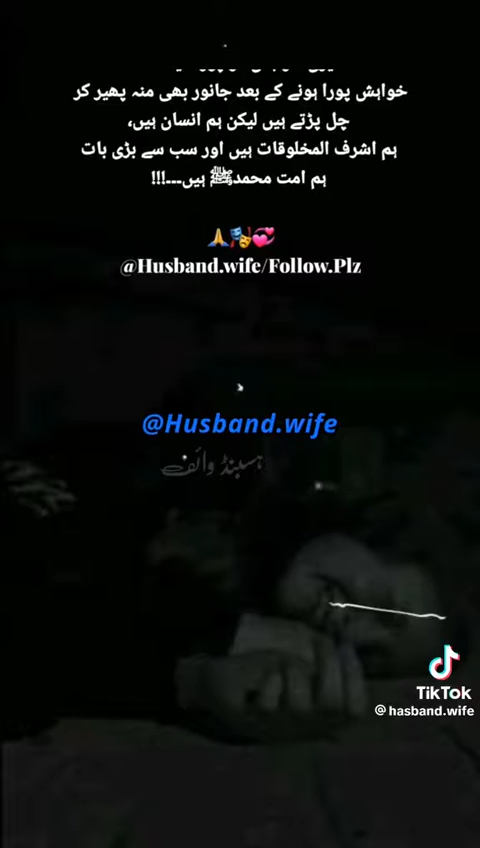 خواہش پورا ہونے کے بعد جانور بھی منہ پھیر کر
چل پڑتے ہیں لیکن ہم انسان ہیں،
ہم اشرف المخلوقات ہیں اور سب سے بڑی بات
ہم امت محمدﷺ ہیں۔۔۔!!!
🙏🎭💞
@Husband.wife/Follow.Plz
@Husband.wife
ہسبنڈ وائف
TikTok
@hasband.wife